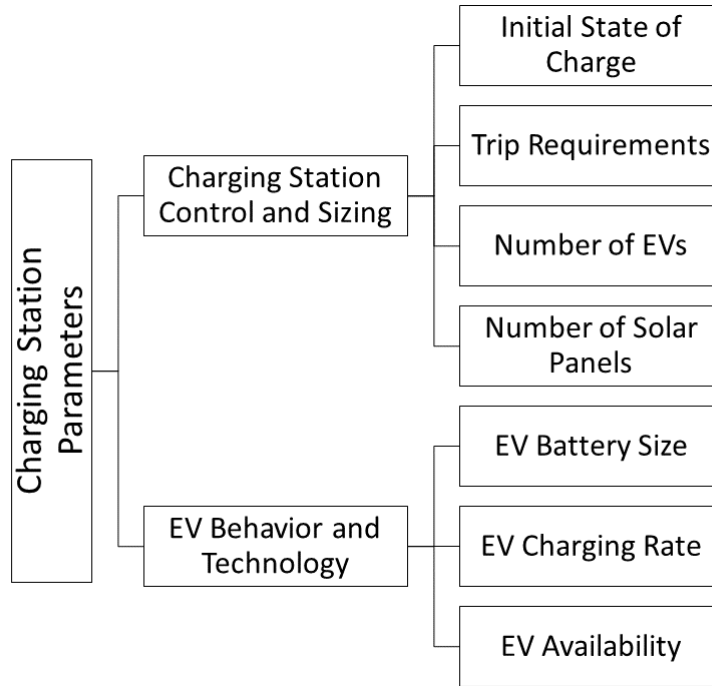 Charging Station
Parameters
Charging Station
Control and Sizing
Initial State of
Charge
Trip Requirements
Number of EVs
Number of Solar
Panels
EV Behavior and
Technology
EV Battery Size
EV Charging Rate
EV Availability